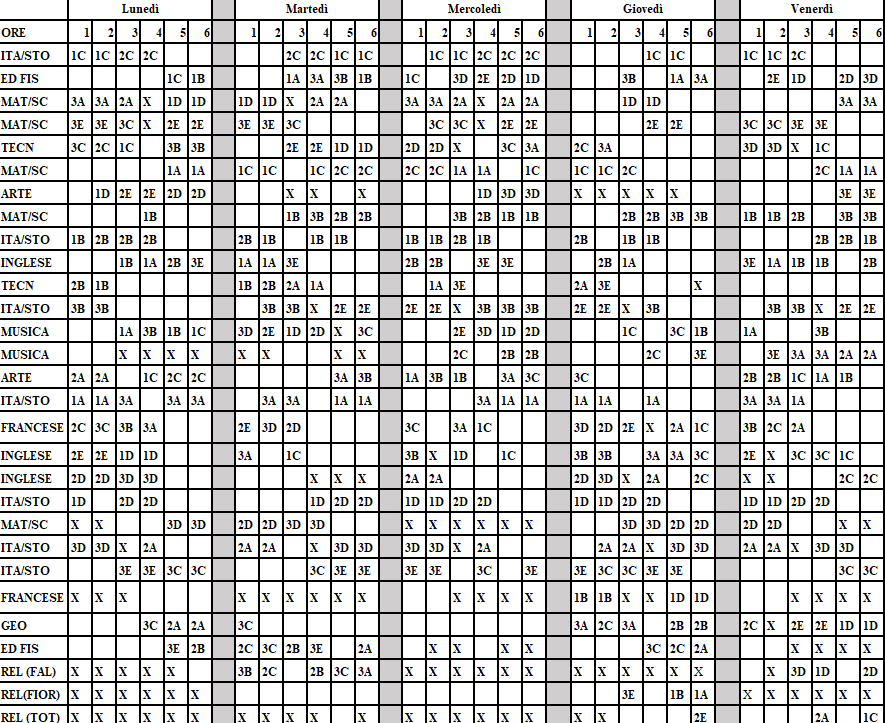 Lunedì Martedì Mercoledì Giovedì Venerdì
ORE 1 2 3 4 5 6 1 2 3 4 5 6 1 2 3 4 5 6 1 2 3 4 5 6 1 2 3 4 5 6
ITA/STO 1C 1C 2C 2C 2C 2C 1C 1C 1C 1C 2C 2C 2C 1C 1C 1C 1C 2C
ED FIS 1C 1B 1A 3A 3B 1B 1C 3D 2E 2D 1D 3B 1A 3A 2E 1D 2D 3D
MAT/SC 3A 3A 2A X 1D 1D 1D 1D X 2A 2A 3A 3A 2A X 2A 2A 1D 1D 3A 3A
MAT/SC 3E 3E 3C X 2E 2E 3E 3E 3C 3C 3C X 2E 2E 2E 2E 3C 3C 3E 3E
TECN 3C 2C 1C 3B 3B 2E 2E 1D 1D 2D 2D X 3C 3A 2C 3A 3D 3D X 1C
MAT/SC 1A 1A 1C 1C 1C 2C 2C 2C 2C 1A 1A 1C 1C 1C 2C 2C 1A 1A
ARTE 1D 2E 2E 2D 2D X X X 1D 3D 3D X X X X X 3E 3E
MAT/SC 1B 1B 3B 2B 2B 3B 2B 1B 1B 2B 2B 3B 3B 1B 1B 2B 3B 3B
ITA/STO 1B 2B 2B 2B 2B 1B 1B 1B 1B 1B 2B 1B 2B 1B 1B 2B 2B 1B
INGLESE 1B 1A 2B 3E 1A 1A 3E 2B 2B 3E 3E 2B 1A 3E 1A 1B 1B 2B
TECN 2B 1B 1B 2B 2A 1A 1A 3E 2A 3E X
ITA/STO 3B 3B 3B 3B X 2E 2E 2E 2E X 3B 3B 3B 2E 2E X 3B 3B 3B X 2E 2E
MUSICA 1A 3B 1B 1C 3D 2E 1D 2D X 3C 2E 3D 1D 2D 1C 3C 1B 1A 3B
MUSICA X X X X X X X X 2C 2B 2B 2C 3E 3E 3A 3A 2A 2A
ARTE 2A 2A 1C 2C 2C 3A 3B 1A 3B 1B 3A 3C 3C 2B 2B 1C 1A 1B
ITA/STO 1A 1A 3A 3A 3A 3A 3A 1A 1A 3A 1A 1A 1A 1A 1A 3A 3A 1A
FRANCESE 2C 3C 3B 3A 2E 3D 2D 3C 3A 1C 3D 2D 2E X 2A 1C 3B 2C 2A
INGLESE 2E 2E 1D 1D 3A 1C 3B X 1D 1C 3B 3B 3A 3A 3C 2E X 3C 3C 1C
INGLESE 2D 2D 3D 3D X X X 2A 2A 2D 3D X 2A 2C X X 2C 2C
ITA/STO 1D 2D 2D 1D 2D 2D 1D 1D 2D 2D 1D 1D 2D 2D 1D 1D 2D 2D
MAT/SC X X 3D 3D 2D 2D 3D 3D X X X X X X 3D 3D 2D 2D 2D 2D X X
ITA/STO 3D 3D X 2A 2A 2A X 3D 3D 3D 3D X 2A 2A 2A X 3D 3D 2A 2A X 3D 3D
ITA/STO 3E 3E 3C 3C 3C 3E 3E 3E 3E 3C 3E 3E 3C 3C 3E 3E 3C 3C
FRANCESE X X X X X X X X X X X X X 1B 1B X X 1D 1D X X X X
GEO 3C 2A 2A 3C 3A 2C 3A 2B 2B 2C X 2E 2E 1D 1D
ED FIS 3E 2B 2C 3C 2B 3E 2A X X X X 3C 2C 2A X X X X
REL (FAL) X X X X X 3B 2C 2B 3C 3A X X X X X X X X X X X X X 3D 1D 2D
REL(FIOR) X X X X X X 3E 1B 1A X X X X X X
REL (TOT) X X X X X X X X X X X X X X X X X X 2E 2A 1C